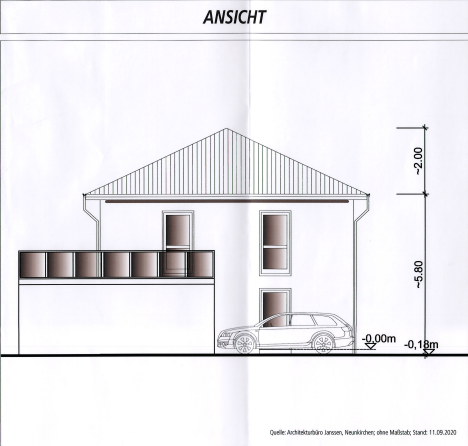 ANSICHT
~2.00
~5.80
-0,00m
-0,18m
Quelle: Architekturbüro Janssen, Neunkirchen; ohne Maßstab; Stand: 11.09.2020